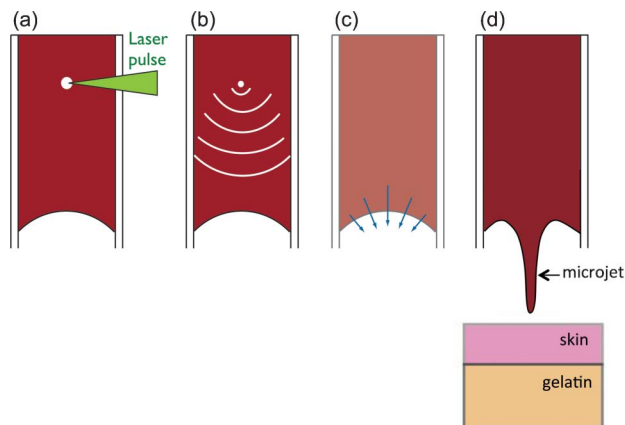 (a)
(b)
(c)
(d)
Laser
pulse
microjet
skin
gelatin